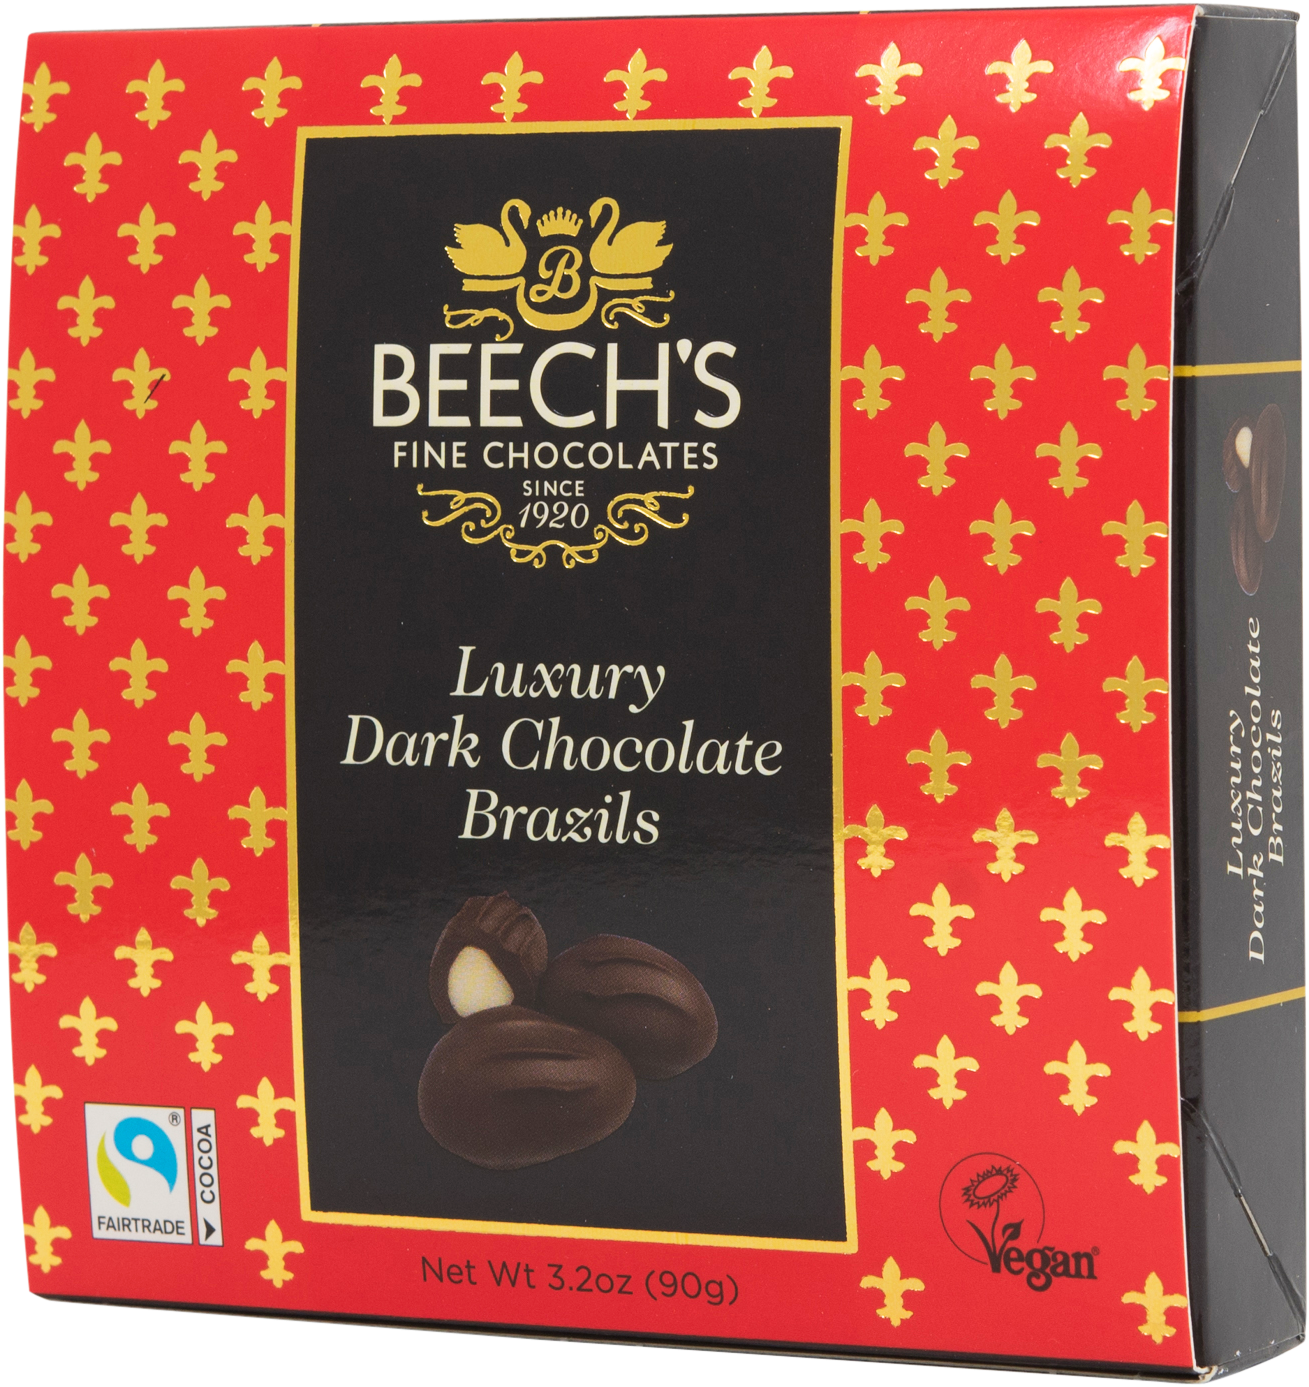 B
BEECH'S
FINE CHOCOLATES
SINCE
1920
Luxury
Dark Chocolate
Brazils
FAIRTRADE
®
COCOA
Net Wt 3.2oz (90g)
Vegan®
Luxury
Dark Chocolate
Brazils